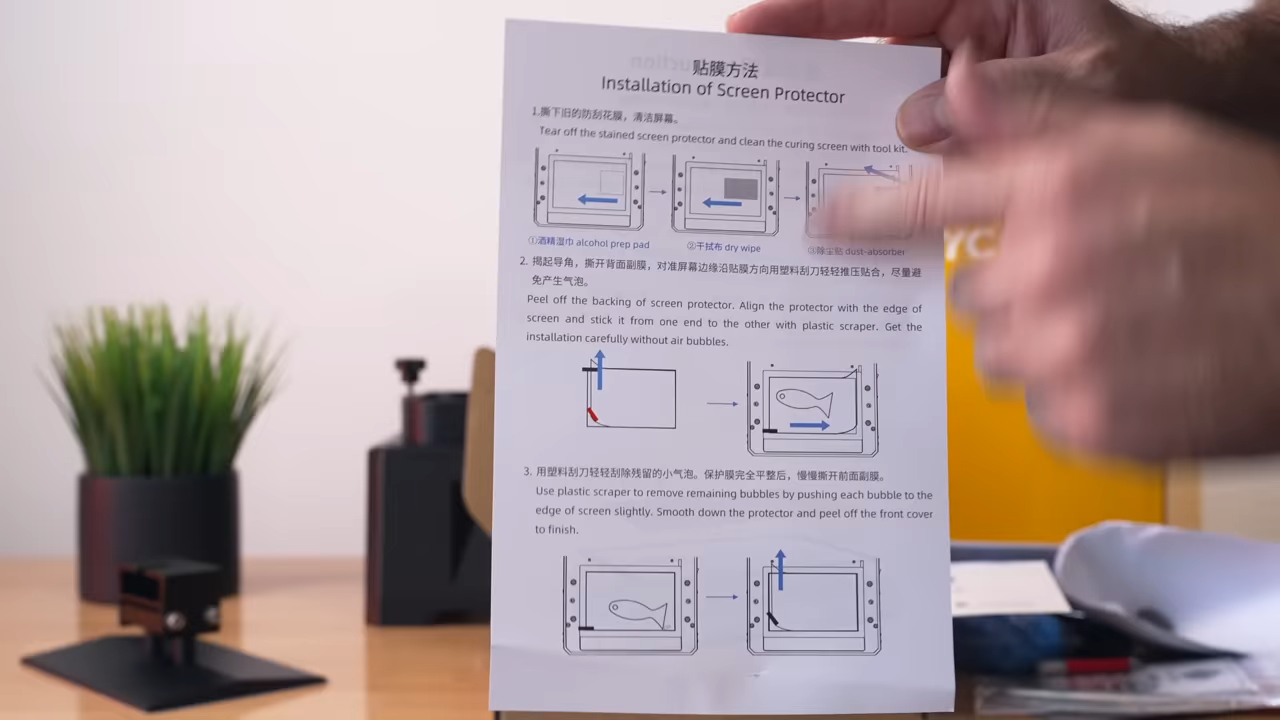 贴膜方法
Installation of Screen Protector
1.撕下旧的防刮花膜，清洁屏幕。
Tear off the stained screen protector and clean the curing screen with tool kit.
①酒精湿巾 alcohol prep pad
②干拭布 dry wipe
③除尘贴 dust-absorber
YC
2. 揭起导角，撕开背面副膜，对准屏幕边缘沿贴膜方向用塑料刮刀轻轻推压贴合，尽量避
免产生气泡。
Peel off the backing of screen protector. Align the protector with the edge of
screen and stick it from one end to the other with plastic scraper. Get the
installation carefully without air bubbles.
3. 用塑料刮刀轻轻刮除残留的小气泡。保护膜完全平整后，慢慢撕开前面副膜。
Use plastic scraper to remove remaining bubbles by pushing each bubble to the
edge of screen slightly. Smooth down the protector and peel off the front cover
to finish.